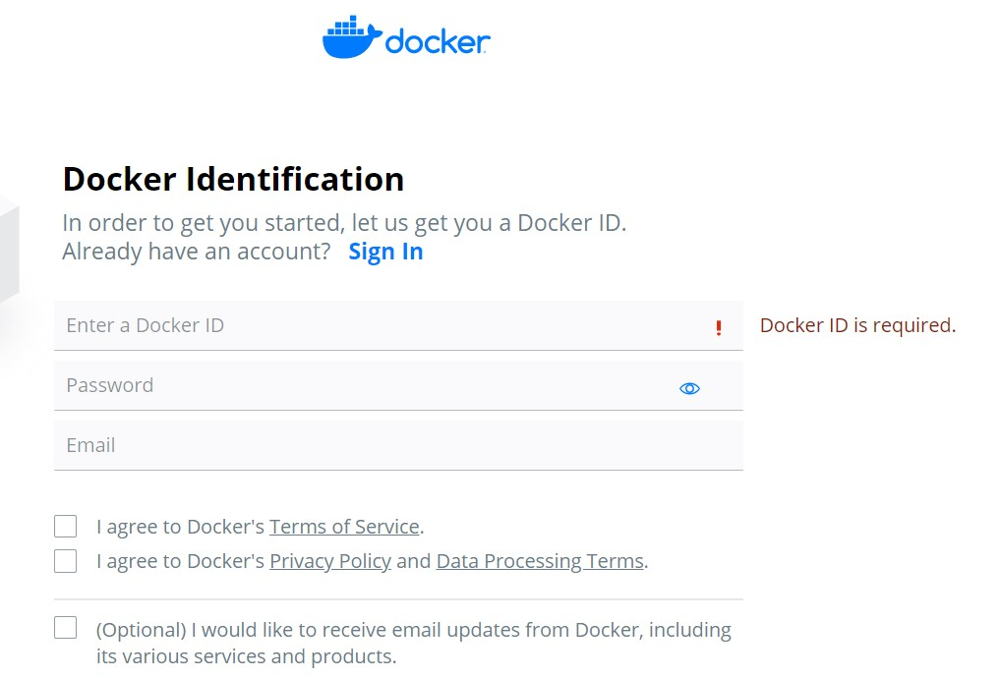 docker
Docker Identification
In order to get you started, let us get you a Docker ID.
Already have an account? Sign In
Enter a Docker ID ! Docker ID is required.
Password
Email
I agree to Docker's Terms of Service.
I agree to Docker's Privacy Policy and Data Processing Terms.
(Optional) I would like to receive email updates from Docker, including
its various services and products.